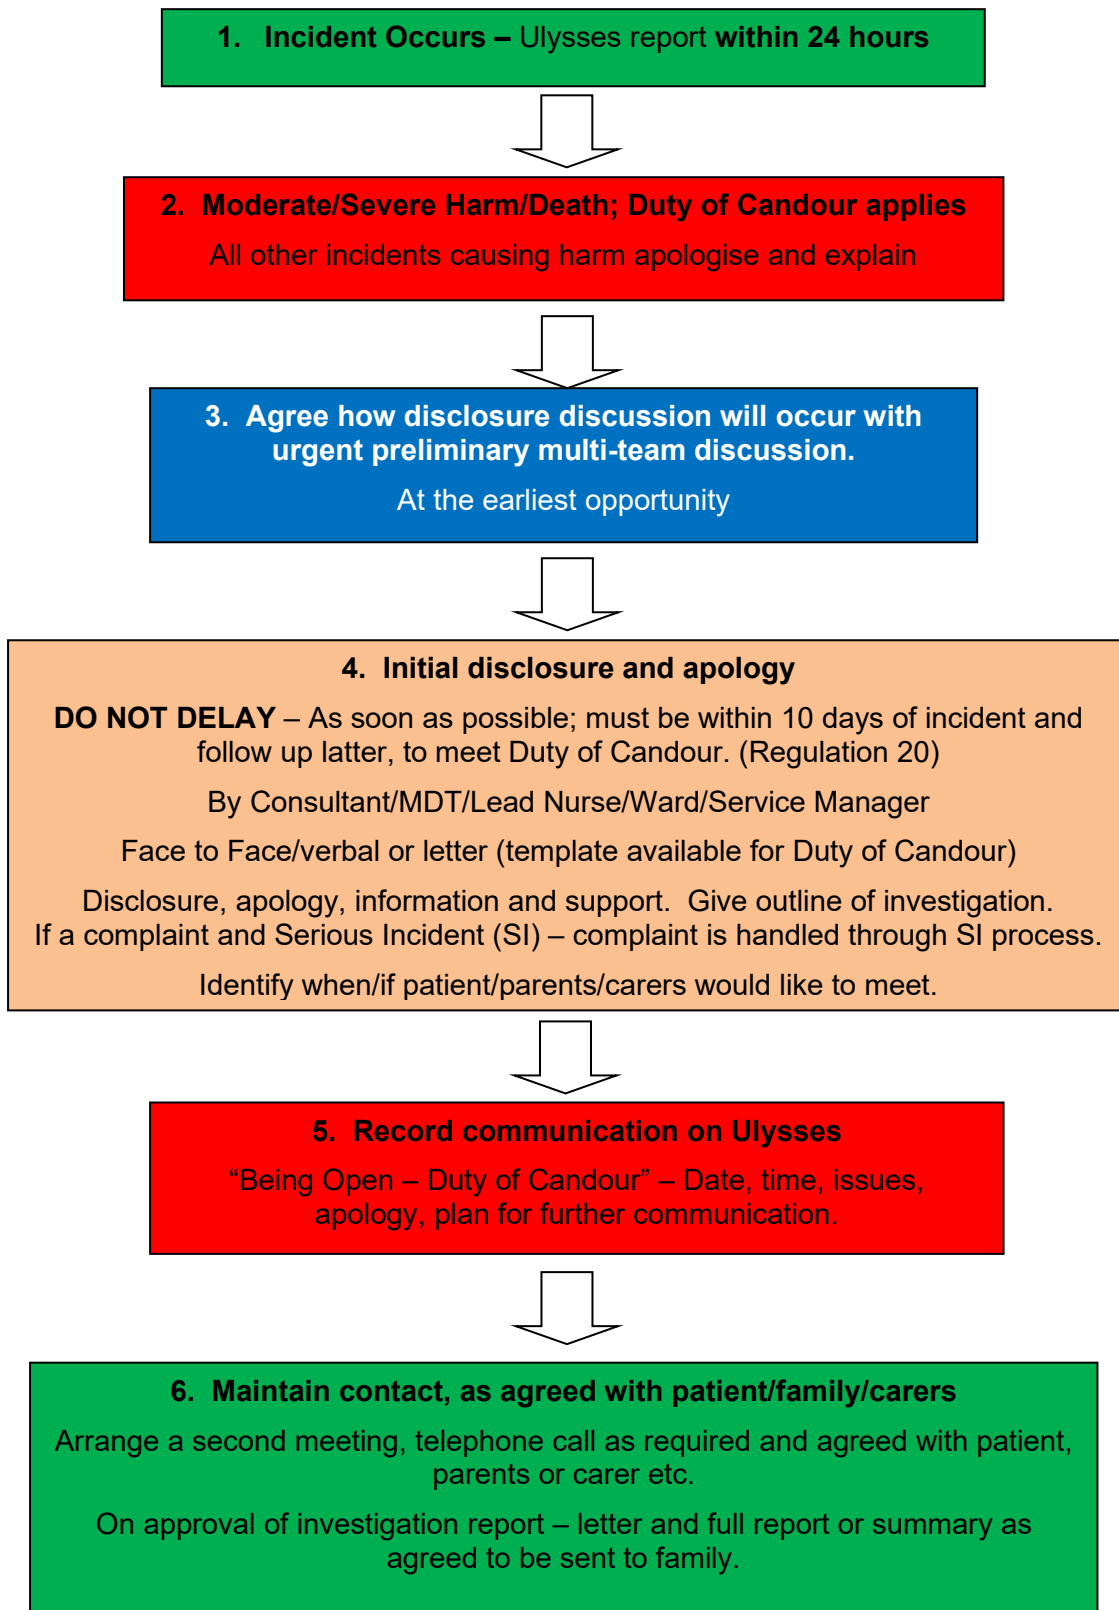 1. Incident Occurs – Ulysses report within 24 hours
2. Moderate/Severe Harm/Death; Duty of Candour applies
All other incidents causing harm apologise and explain
3. Agree how disclosure discussion will occur with
urgent preliminary multi-team discussion.
At the earliest opportunity
4. Initial disclosure and apology
DO NOT DELAY – As soon as possible; must be within 10 days of incident and
follow up latter, to meet Duty of Candour. (Regulation 20)
By Consultant/MDT/Lead Nurse/Ward/Service Manager
Face to Face/verbal or letter (template available for Duty of Candour)
Disclosure, apology, information and support. Give outline of investigation.
If a complaint and Serious Incident (SI) – complaint is handled through SI process.
Identify when/if patient/parents/carers would like to meet.
5. Record communication on Ulysses
“Being Open – Duty of Candour” – Date, time, issues,
apology, plan for further communication.
6. Maintain contact, as agreed with patient/family/carers
Arrange a second meeting, telephone call as required and agreed with patient,
parents or carer etc.
On approval of investigation report – letter and full report or summary as
agreed to be sent to family.